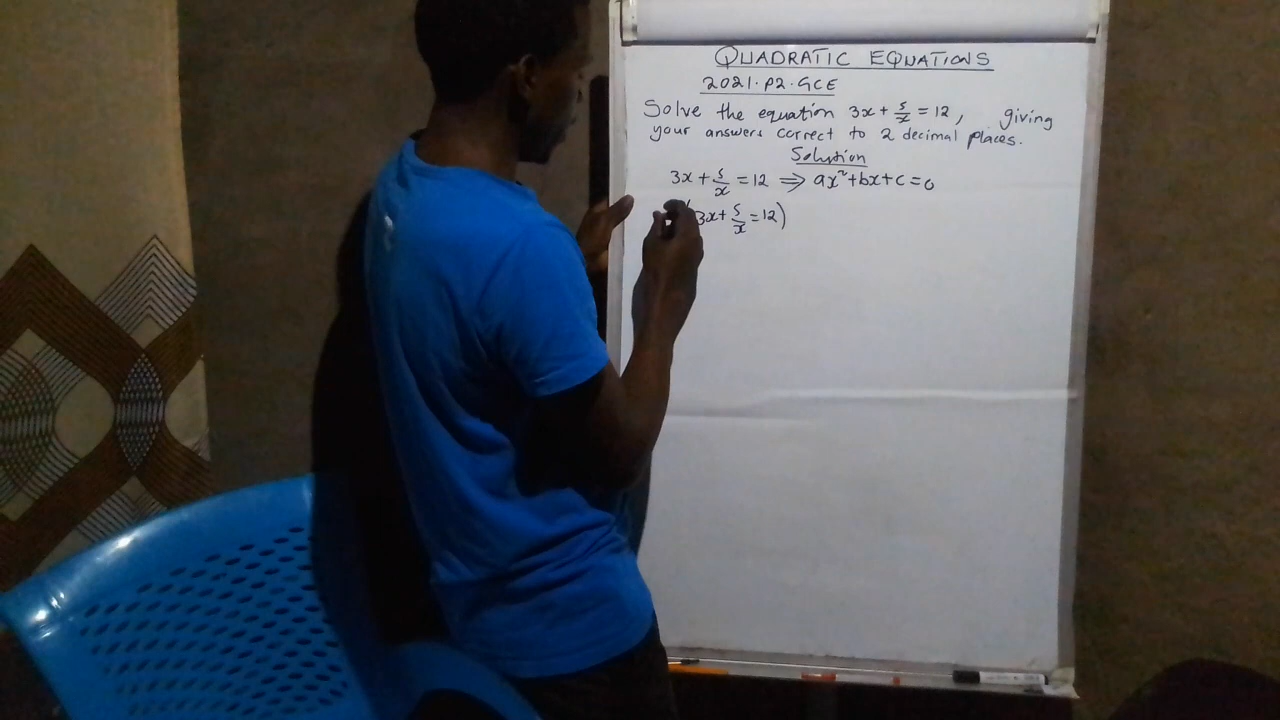 QUADRATIC EQUATIONS
2021.P2.GCE
Solve the equation 3x + 5/x = 12, giving
your answers correct to 2 decimal places.
Solution
3x + 5/x = 12 ⇒ ax²+bx+c=0
(3x + 5/x = 12)